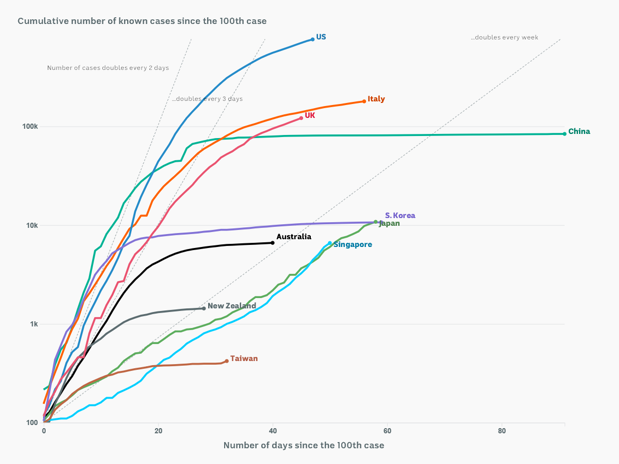 Cumulative number of known cases since the 100th case
US
...doubles every week
Number of cases doubles every 2 days
...doubles every 3 days
Italy
UK
100k
China
S. Korea
Japan
10k
Australia
Singapore
New Zealand
1k
Taiwan
100
0
20
40
60
80
Number of days since the 100th case